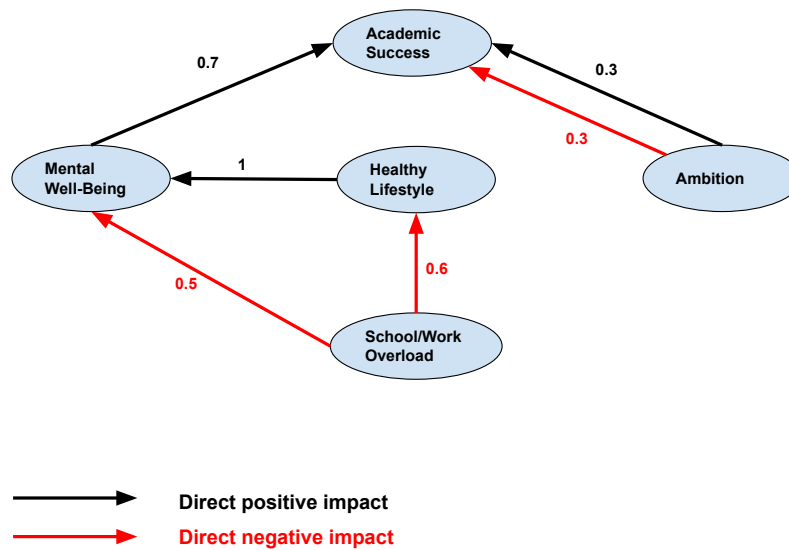 Academic
Success
0.7
0.3
0.3
Mental
Well-Being
1
Healthy
Lifestyle
Ambition
0.5
0.6
School/Work
Overload
Direct positive impact
Direct negative impact